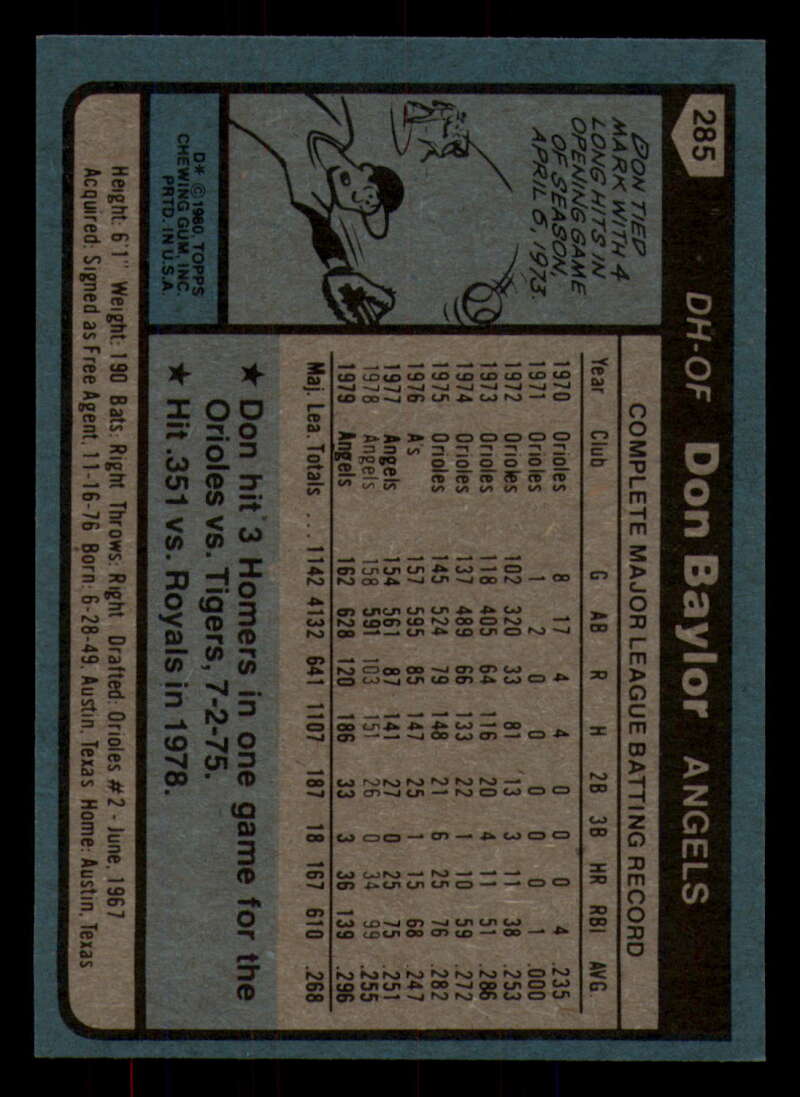 285
DH-OF Don Baylor ANGELS
DON TIED
MARK WITH 4
LONG HITS IN
OPENING GAME
OF SEASON,
APRIL 6, 1973.
D* © 1980, TOPPS
CHEWING GUM, INC.
PRTD. IN U.S.A.
COMPLETE MAJOR LEAGUE BATTING RECORD
Year Club G AB R H 2B 3B HR RBI AVG.
1970 Orioles 8 17 4 4 0 0 0 4 .235
1971 Orioles 1 2 0 0 0 0 0 1 .000
1972 Orioles 102 320 33 81 13 3 11 38 .253
1973 Orioles 118 405 64 116 20 4 11 51 .286
1974 Orioles 137 489 66 133 22 1 10 59 .272
1975 Orioles 145 524 79 148 21 6 25 76 .282
1976 A's 157 595 85 147 25 1 15 68 .247
1977 Angels 154 561 87 141 27 0 25 75 .251
1978 Angels 158 591 103 151 26 0 34 99 .255
1979 Angels 162 628 120 186 33 3 36 139 .296
Maj. Lea. Totals ... 1142 4132 641 1107 187 18 167 610 .268
★ Don hit 3 Homers in one game for the
Orioles vs. Tigers, 7-2-75.
★ Hit .351 vs. Royals in 1978.
Height: 6'1" Weight: 190 Bats: Right Throws: Right Drafted: Orioles #2 - June, 1967
Acquired: Signed as Free Agent, 11-16-76 Born: 6-28-49, Austin, Texas Home: Austin, Texas